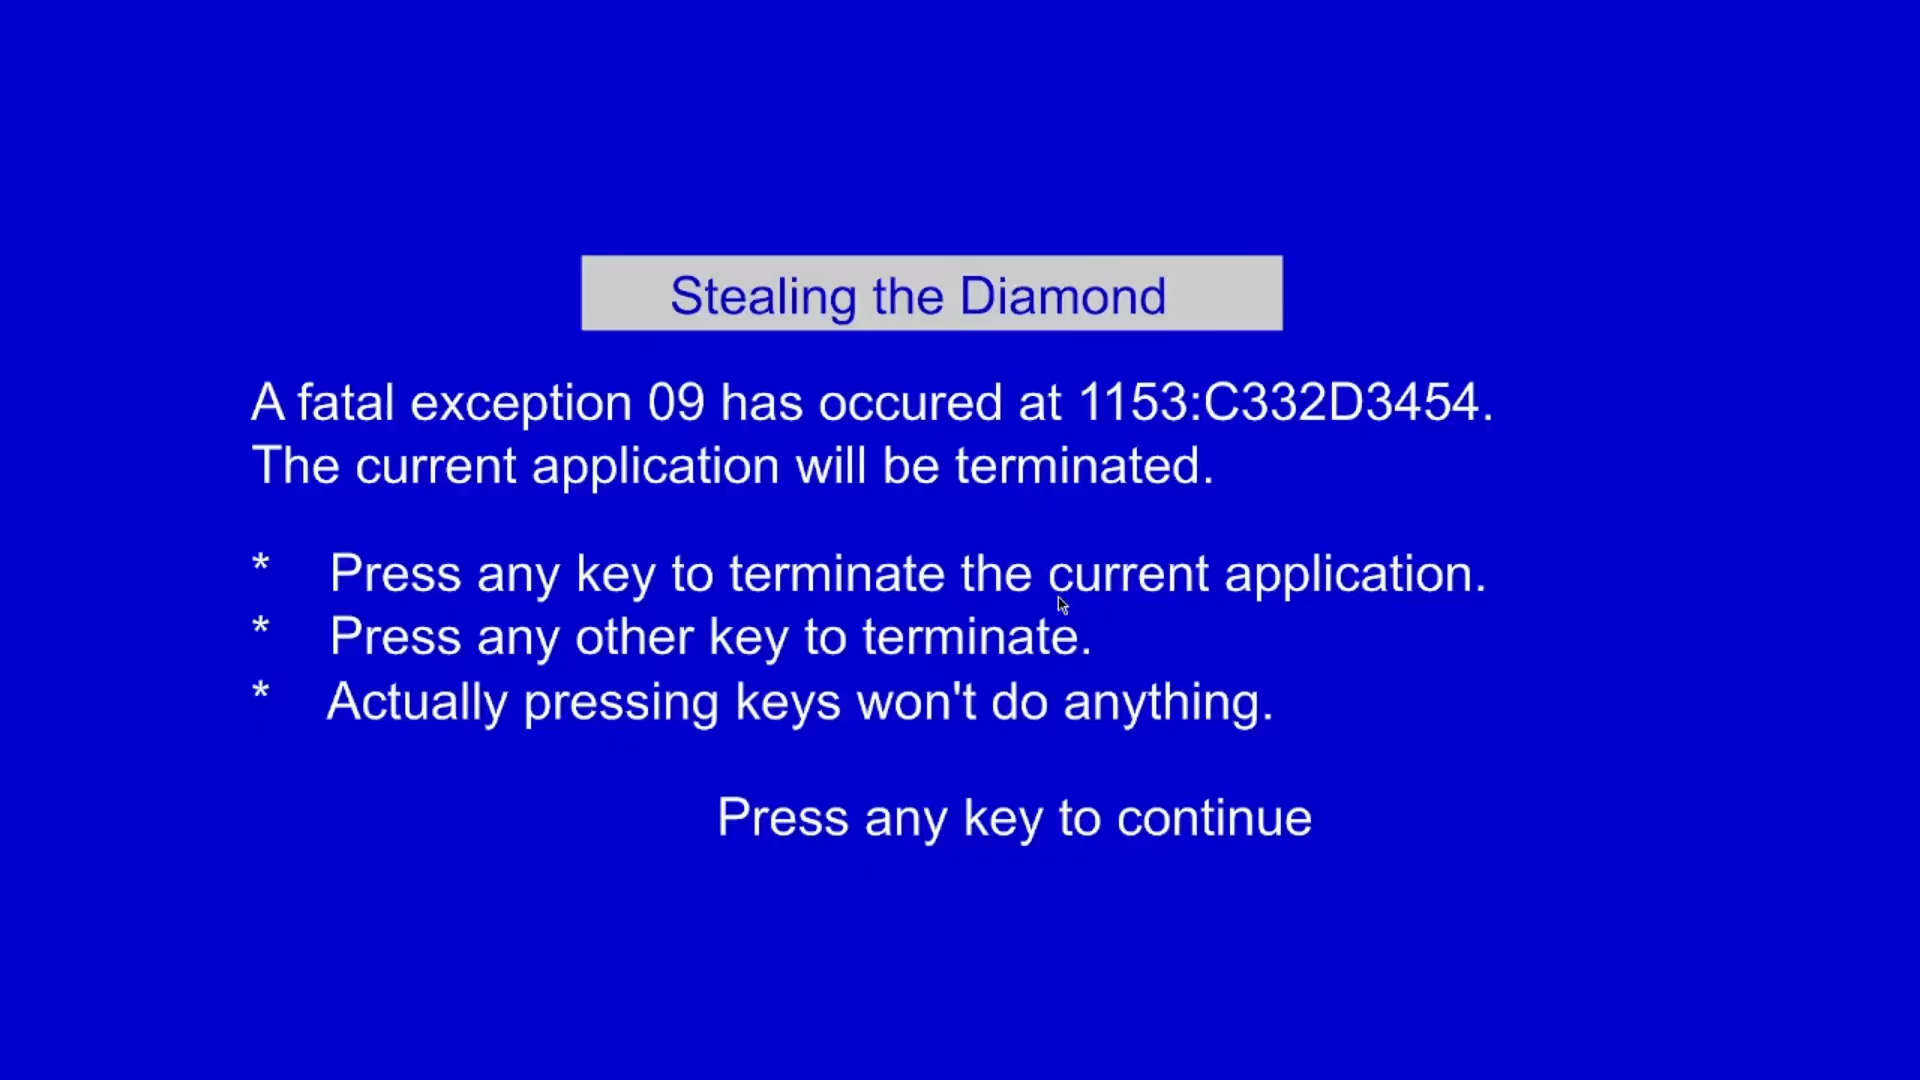 Stealing the Diamond
A fatal exception 09 has occured at 1153:C332D3454.
The current application will be terminated.
* Press any key to terminate the current application.
* Press any other key to terminate.
* Actually pressing keys won't do anything.
Press any key to continue